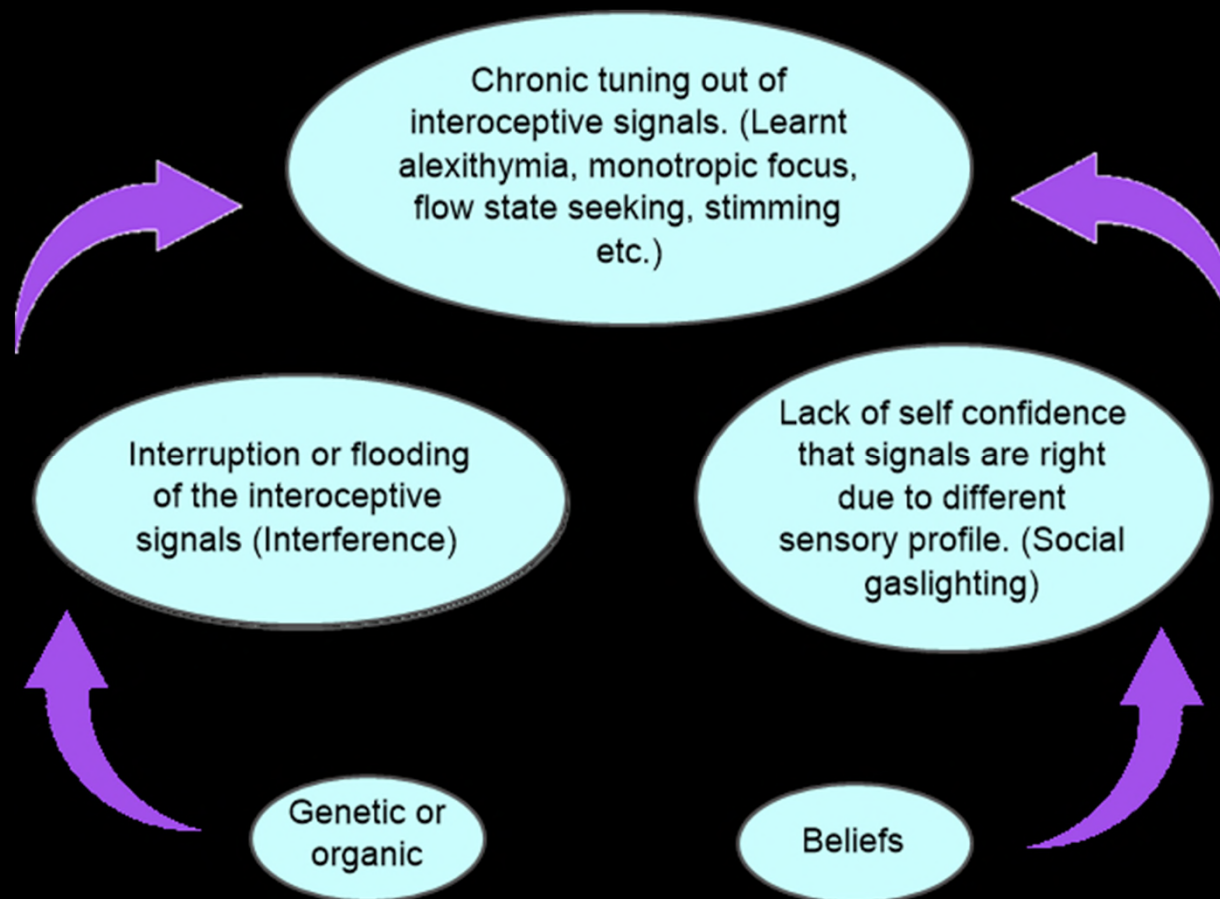 Chronic tuning out of
interoceptive signals. (Learnt
alexithymia, monotropic focus,
flow state seeking, stimming
etc.)
Interruption or flooding
of the interoceptive
signals (Interference)
Lack of self confidence
that signals are right
due to different
sensory profile. (Social
gaslighting)
Genetic or
organic
Beliefs